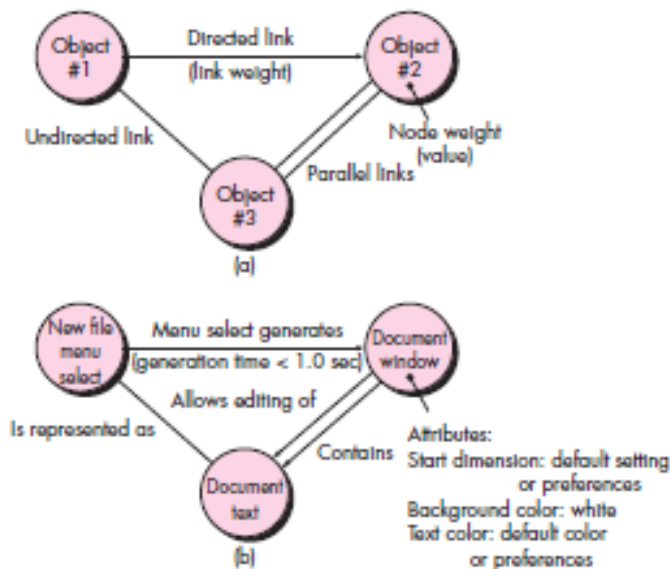 Object
#1
Directed link
(link weight)
Object
#2
Undirected link
Node weight
(value)
Parallel links
Object
#3
(a)
New file
menu
select
Menu select generates
(generation time < 1.0 sec)
Document
window
Allows editing of
Is represented as
Contains
Attributes:
Start dimension: default setting
or preferences
Background color: white
Text color: default color
or preferences
Document
text
(b)